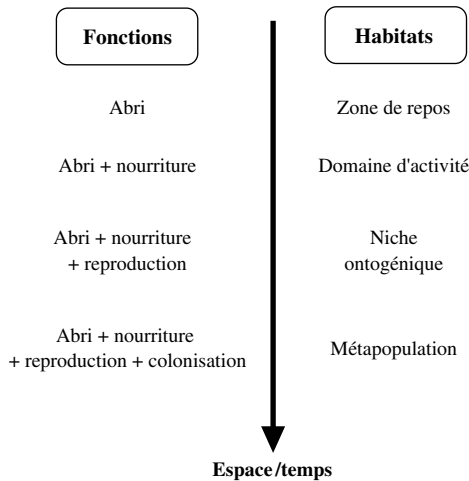 Fonctions
Habitats
Abri
Zone de repos
Abri + nourriture
Domaine d'activité
Abri + nourriture
+ reproduction
Niche
ontogénique
Abri + nourriture
+ reproduction + colonisation
Métapopulation
Espace/temps